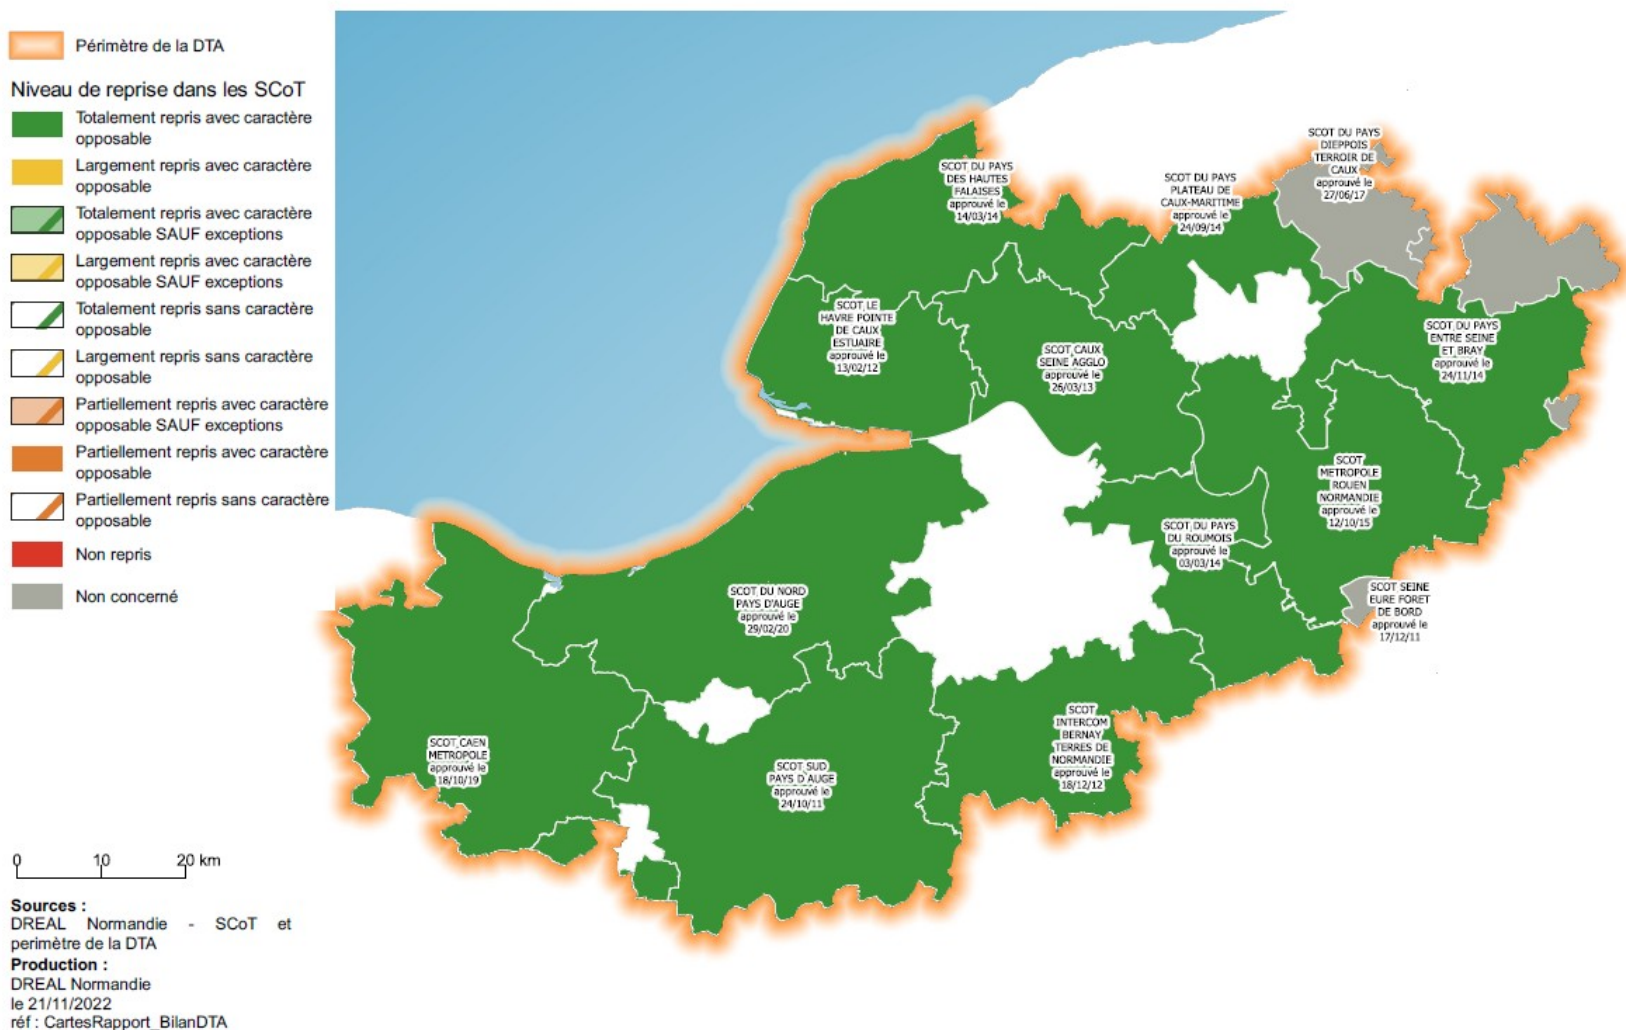 Périmètre de la DTA
Niveau de reprise dans les SCoT
Totalement repris avec caractère
opposable
Largement repris avec caractère
opposable
Totalement repris avec caractère
opposable SAUF exceptions
Largement repris avec caractère
opposable SAUF exceptions
Totalement repris sans caractère
opposable
Largement repris sans caractère
opposable
Partiellement repris avec caractère
opposable SAUF exceptions
Partiellement repris avec caractère
opposable
Partiellement repris sans caractère
opposable
Non repris
Non concerné
0 10 20 km
Sources :
DREAL Normandie - SCoT et
perimètre de la DTA
Production :
DREAL Normandie
le 21/11/2022
réf : CartesRapport_BilanDTA
SCOT DU PAYS
DES HAUTES
FALAISES
approuvé le
14/03/14
SCOT DU PAYS
PLATEAU DE
CAUX-MARITIME
approuvé le
24/09/14
SCOT DU PAYS
DIEPPOIS
TERROIR DE
CAUX
approuvé le
27/06/17
SCOT LE
HAVRE POINTE
DE CAUX
ESTUAIRE
approuvé le
13/02/12
SCOT CAUX
SEINE AGGLO
approuvé le
26/03/13
SCOT DU PAYS
ENTRE SEINE
ET BRAY
approuvé le
24/11/14
SCOT
METROPOLE
ROUEN
NORMANDIE
approuvé le
12/10/15
SCOT DU PAYS
DU ROUMOIS
approuvé le
03/03/14
SCOT SEINE
EURE FORET
DE BORD
approuvé le
17/12/11
SCOT DU NORD
PAYS D'AUGE
approuvé le
29/02/20
SCOT CAEN
METROPOLE
approuvé le
18/10/19
SCOT SUD
PAYS D'AUGE
approuvé le
24/10/11
SCOT
INTERCOM
BERNAY
TERRES DE
NORMANDIE
approuvé le
18/12/12